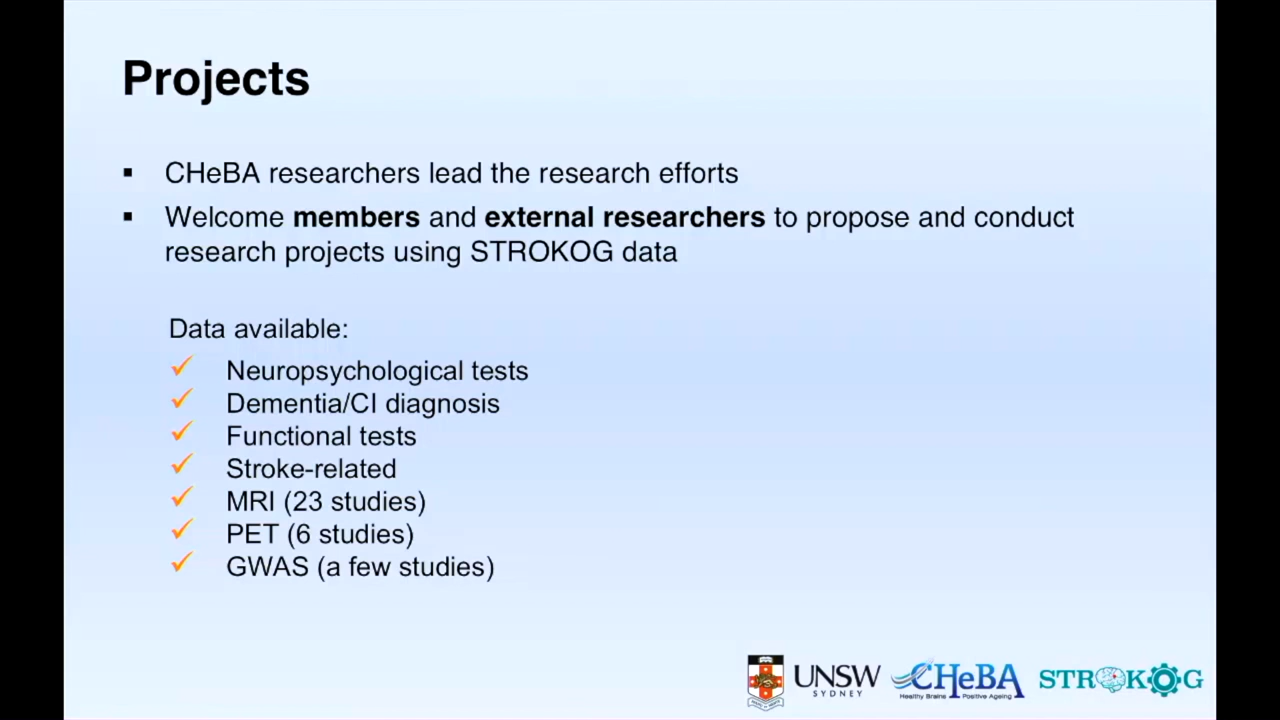 Projects
▪ CHeBA researchers lead the research efforts
▪ Welcome members and external researchers to propose and conduct
research projects using STROKOG data
Data available:
✓ Neuropsychological tests
✓ Dementia/CI diagnosis
✓ Functional tests
✓ Stroke-related
✓ MRI (23 studies)
✓ PET (6 studies)
✓ GWAS (a few studies)
UNSW
SYDNEY
CHeBA
Healthy Brains Positive Ageing
STROKOG